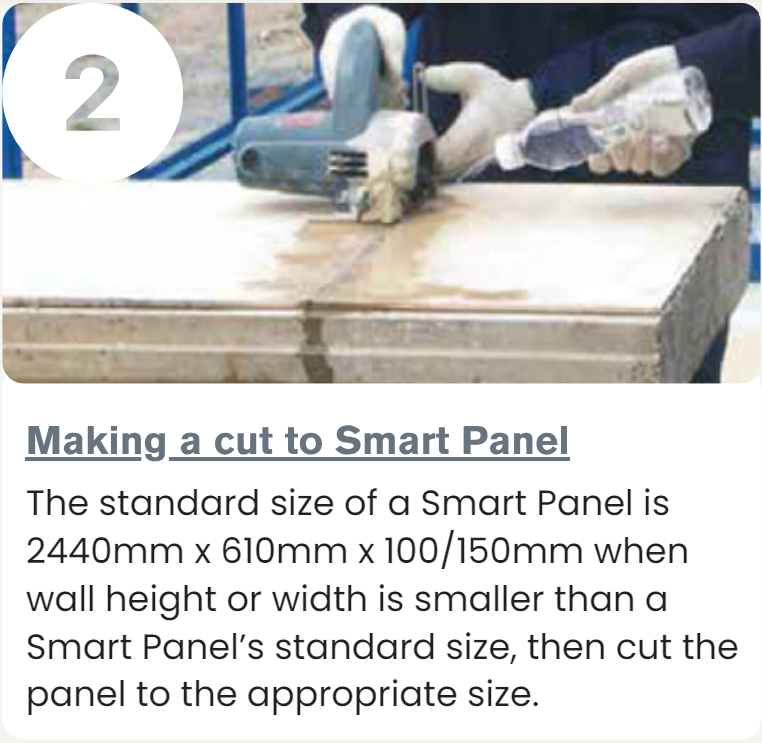 2
Making a cut to Smart Panel
The standard size of a Smart Panel is
2440mm x 610mm x 100/150mm when
wall height or width is smaller than a
Smart Panel's standard size, then cut the
panel to the appropriate size.